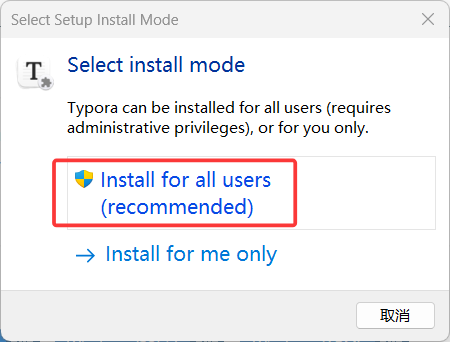 Select Setup Install Mode
T
Select install mode
Typora can be installed for all users (requires
administrative privileges), or for you only.
Install for all users
(recommended)
Install for me only
取消